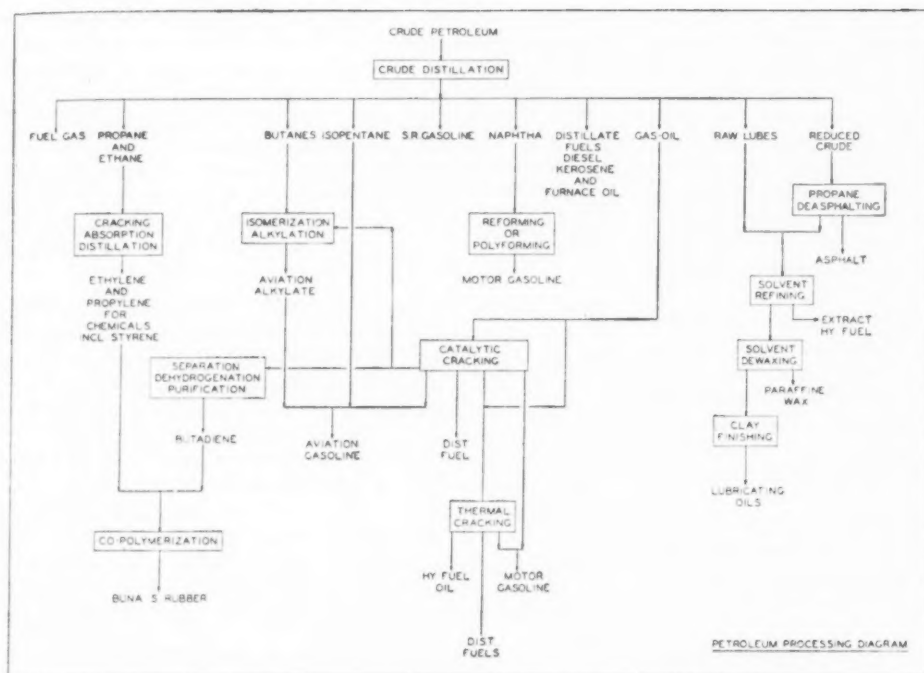 CRUDE PETROLEUM
CRUDE DISTILLATION
FUEL GAS
PROPANE
AND
ETHANE
BUTANES
ISOPENTANE
S.R. GASOLINE
NAPHTHA
DISTILLATE
FUELS
DIESEL
KEROSENE
AND
FURNACE OIL
GAS-OIL
RAW LUBES
REDUCED
CRUDE
PROPANE
DEASPHALTING
CRACKING
ABSORPTION
DISTILLATION
ISOMERIZATION
ALKYLATION
REFORMING
OR
POLYFORMING
ASPHALT
ETHYLENE
AND
PROPYLENE
FOR
CHEMICALS
INCL STYRENE
AVIATION
ALKYLATE
MOTOR GASOLINE
SOLVENT
REFINING
EXTRACT
HY FUEL
SEPARATION
DEHYDROGENATION
PURIFICATION
CATALYTIC
CRACKING
SOLVENT
DEWAXING
PARAFFINE
WAX
BUTADIENE
AVIATION
GASOLINE
DIST
FUEL
CLAY
FINISHING
LUBRICATING
OILS
THERMAL
CRACKING
CO-POLYMERIZATION
HY FUEL
OIL
MOTOR
GASOLINE
BUNA S RUBBER
DIST
FUELS
PETROLEUM PROCESSING DIAGRAM